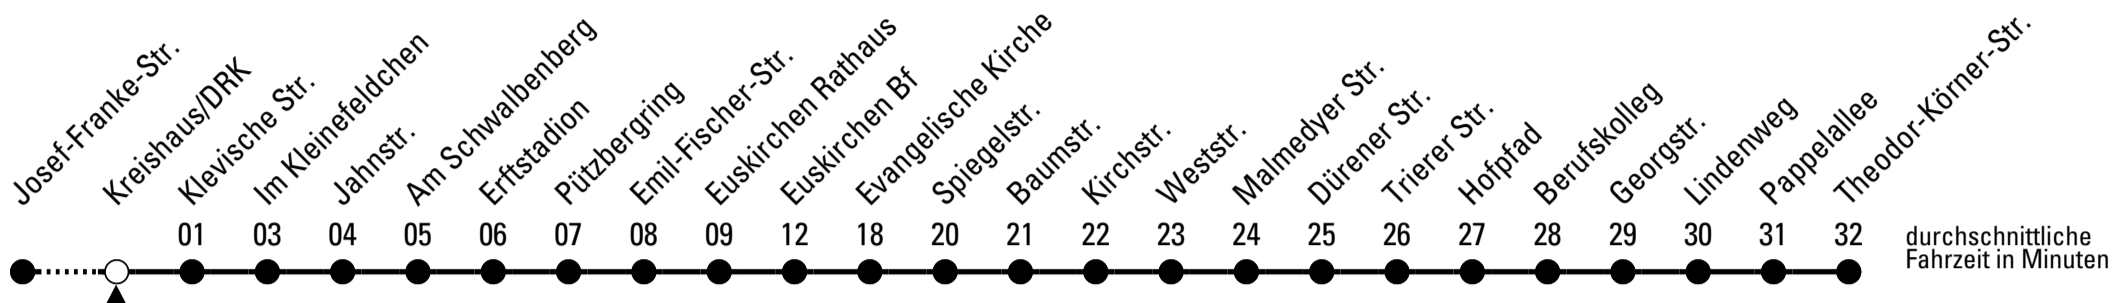 Josef-Franke-Str.
Kreishaus/DRK
Klevische Str.
Im Kleinefeldchen
Jahnstr.
Am Schwalbenberg
Erftstadion
Pützbergring
Emil-Fischer-Str.
Euskirchen Rathaus
Euskirchen Bf
Evangelische Kirche
Spiegelstr.
Baumstr.
Kirchstr.
Weststr.
Malmedyer Str.
Dürener Str.
Trierer Str.
Hofpfad
Berufskolleg
Georgstr.
Lindenweg
Pappelallee
Theodor-Körner-Str.
01 03 04 05 06 07 08 09 12 18 20 21 22 23 24 25 26 27 28 29 30 31 32
durchschnittliche
Fahrzeit in Minuten